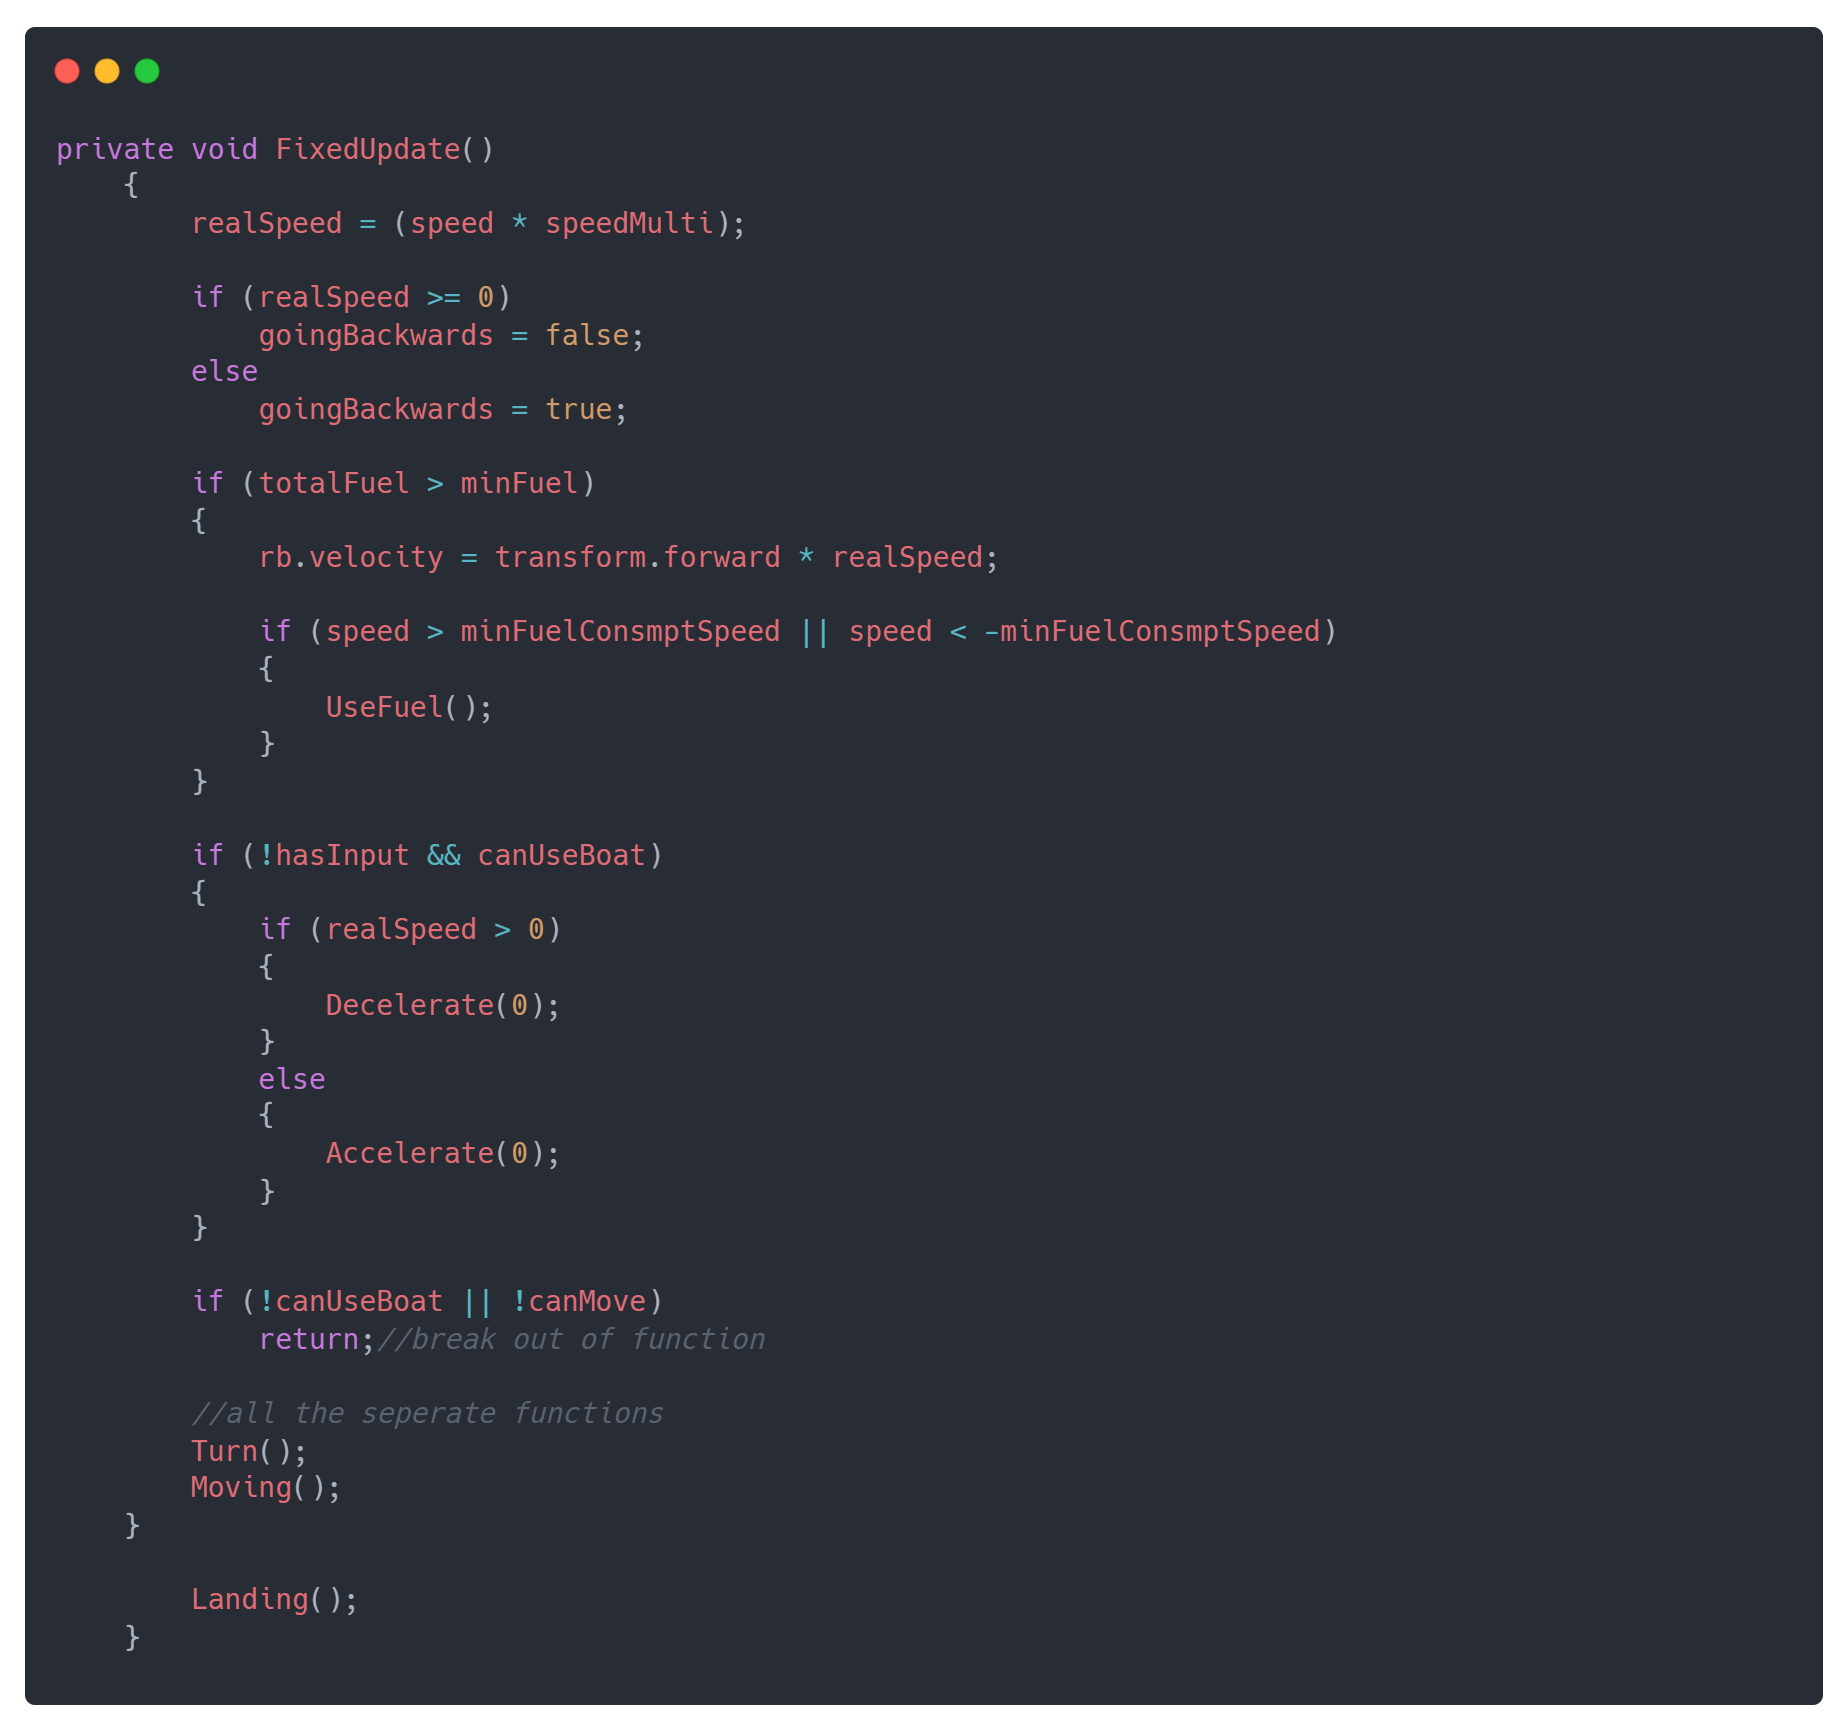 private void FixedUpdate()
    {
        realSpeed = (speed * speedMulti);

        if (realSpeed >= 0)
            goingBackwards = false;
        else
            goingBackwards = true;

        if (totalFuel > minFuel)
        {
            rb.velocity = transform.forward * realSpeed;

            if (speed > minFuelConsmptSpeed || speed < -minFuelConsmptSpeed)
            {
                UseFuel();
            }
        }

        if (!hasInput && canUseBoat)
        {
            if (realSpeed > 0)
            {
                Decelerate(0);
            }
            else
            {
                Accelerate(0);
            }
        }

        if (!canUseBoat || !canMove)
            return;//break out of function

        //all the seperate functions
        Turn();
        Moving();
    }

        Landing();
    }